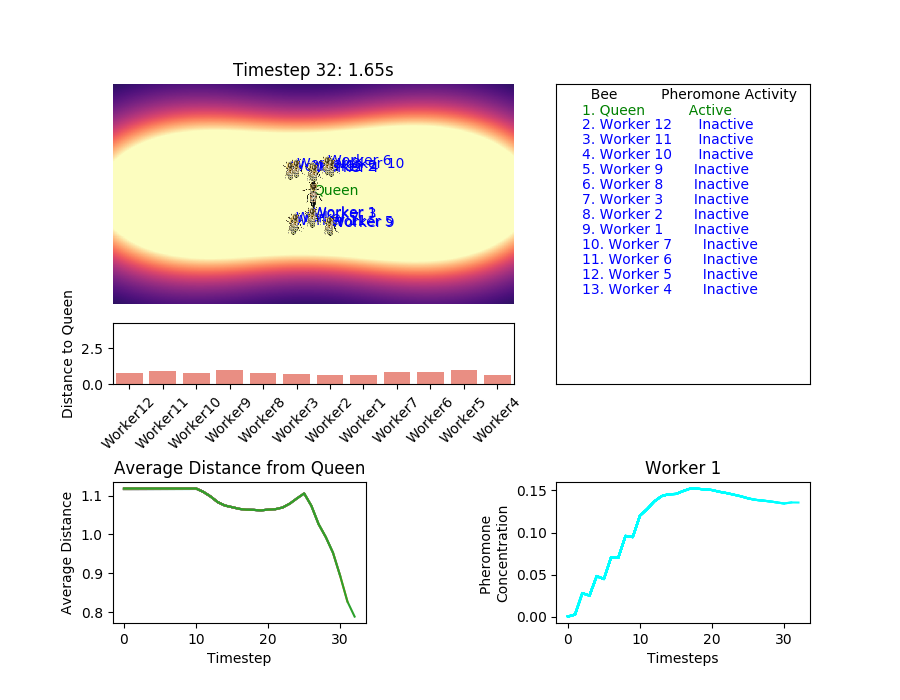 Timestep 32: 1.65s
Worker 6
10
Queen
Worker 3
Worker 9
Bee Pheromone Activity
1. Queen Active
2. Worker 12 Inactive
3. Worker 11 Inactive
4. Worker 10 Inactive
5. Worker 9 Inactive
6. Worker 8 Inactive
7. Worker 3 Inactive
8. Worker 2 Inactive
9. Worker 1 Inactive
10. Worker 7 Inactive
11. Worker 6 Inactive
12. Worker 5 Inactive
13. Worker 4 Inactive
Distance to Queen
2.5
0.0
Worker12 Worker11 Worker10 Worker9 Worker8 Worker3 Worker2 Worker1 Worker7 Worker6 Worker5 Worker4
Average Distance from Queen
Average Distance
1.1
1.0
0.9
0.8
0 10 20 30
Timestep
Worker 1
Pheromone
Concentration
0.15
0.10
0.05
0.00
0 10 20 30
Timesteps